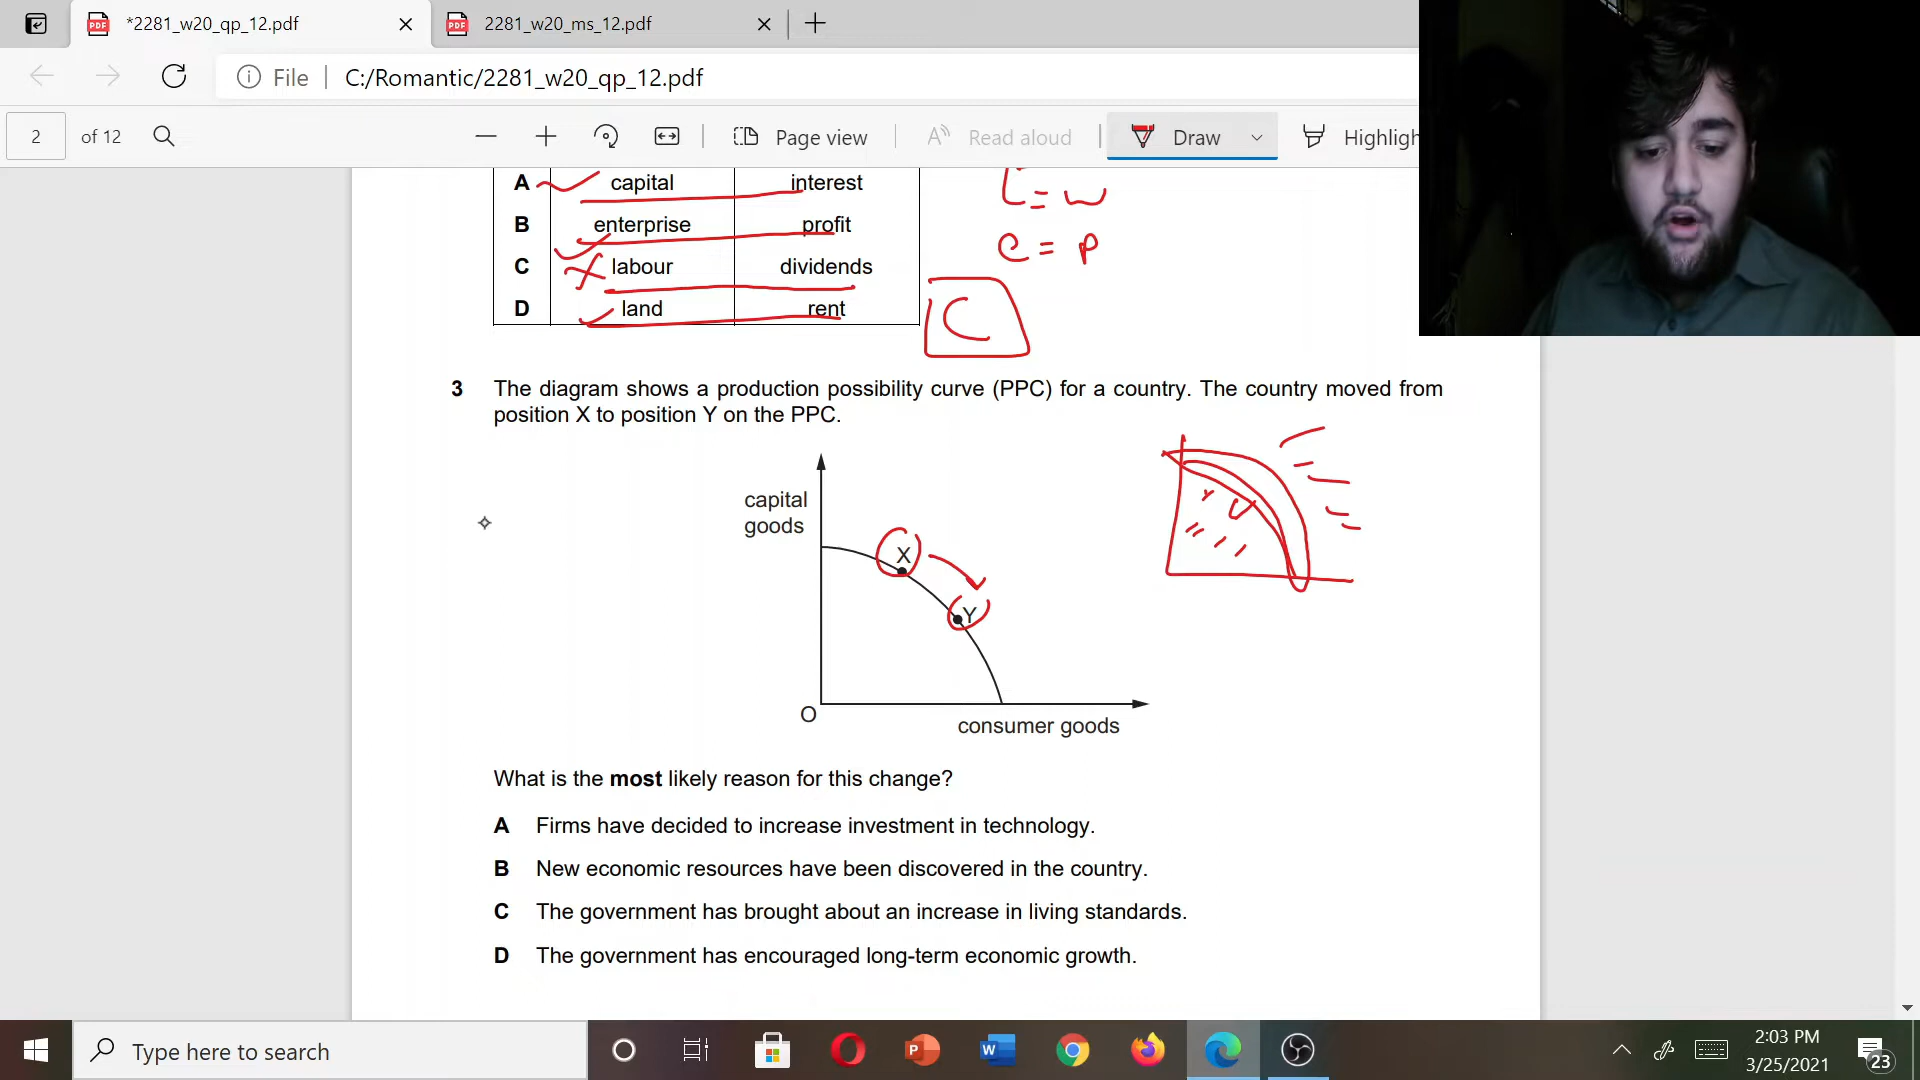 *2281_w20_qp_12.pdf
2281_w20_ms_12.pdf
File
C:/Romantic/2281_w20_qp_12.pdf
2 of 12
Page view
Read aloud
Draw
Highligh
A capital interest
B enterprise profit
C labour dividends
D land rent
L = w
e = p
C
3 The diagram shows a production possibility curve (PPC) for a country. The country moved from
position X to position Y on the PPC.
capital
goods
X
Y
O
consumer goods
What is the most likely reason for this change?
A Firms have decided to increase investment in technology.
B New economic resources have been discovered in the country.
C The government has brought about an increase in living standards.
D The government has encouraged long-term economic growth.
Type here to search
2:03 PM
3/25/2021
23